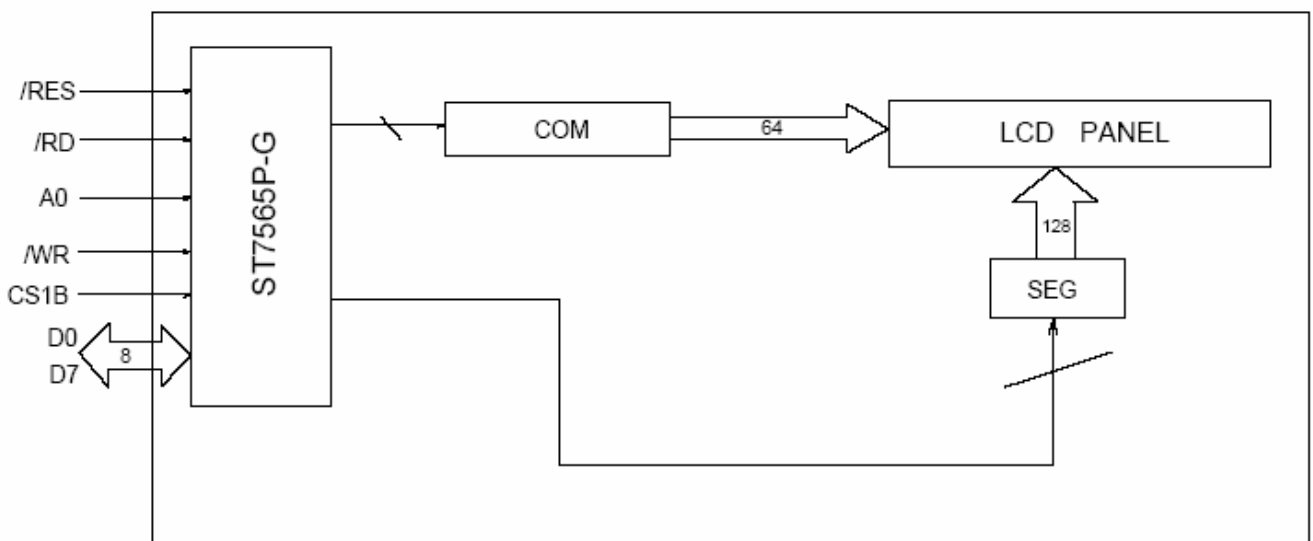 /RES
/RD
A0
/WR
CS1B
D0
D7
8
ST7565P-G
COM
64
LCD PANEL
128
SEG